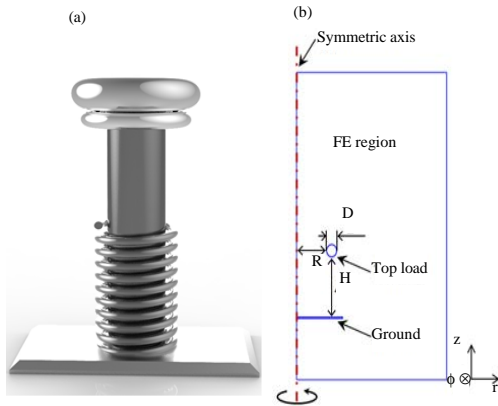 (a)
(b)
Symmetric axis
FE region
D
R
H
Top load
Ground
z
ϕ
r